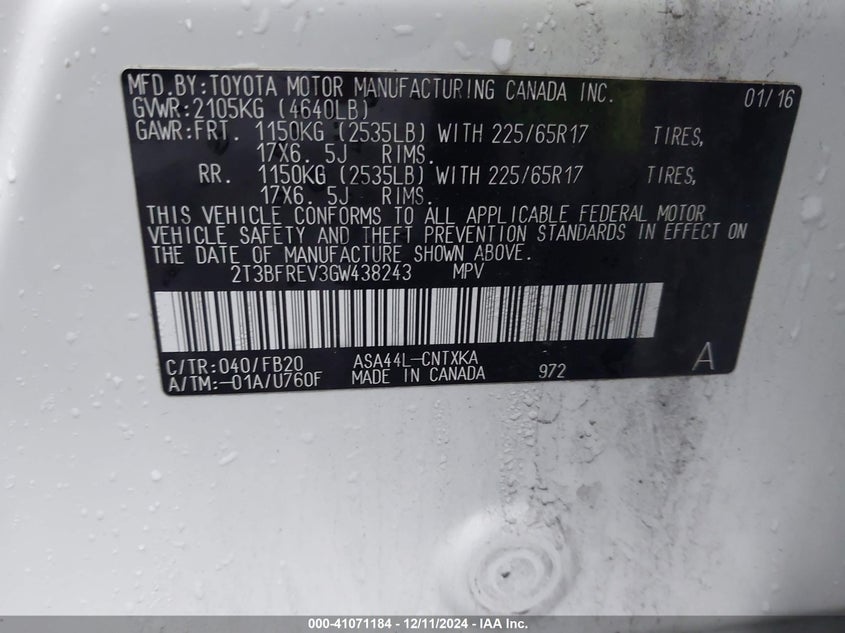 MFD.BY:TOYOTA MOTOR MANUFACTURING CANADA INC. 01/16
GVWR:2105KG (4640LB)
GAWR:FRT. 1150KG (2535LB) WITH 225/65R17 TIRES,
17X6. 5J RIMS.
RR. 1150KG (2535LB) WITH 225/65R17 TIRES,
17X6. 5J RIMS.
THIS VEHICLE CONFORMS TO ALL APPLICABLE FEDERAL MOTOR
VEHICLE SAFETY AND THEFT PREVENTION STANDARDS IN EFFECT ON
THE DATE OF MANUFACTURE SHOWN ABOVE.
2T3BFREV3GW438243 MPV
C/TR:040/FB20 ASA44L-CNTXKA A
A/TM:-01A/U760F MADE IN CANADA 972
000-41071184 - 12/11/2024 - IAA Inc.